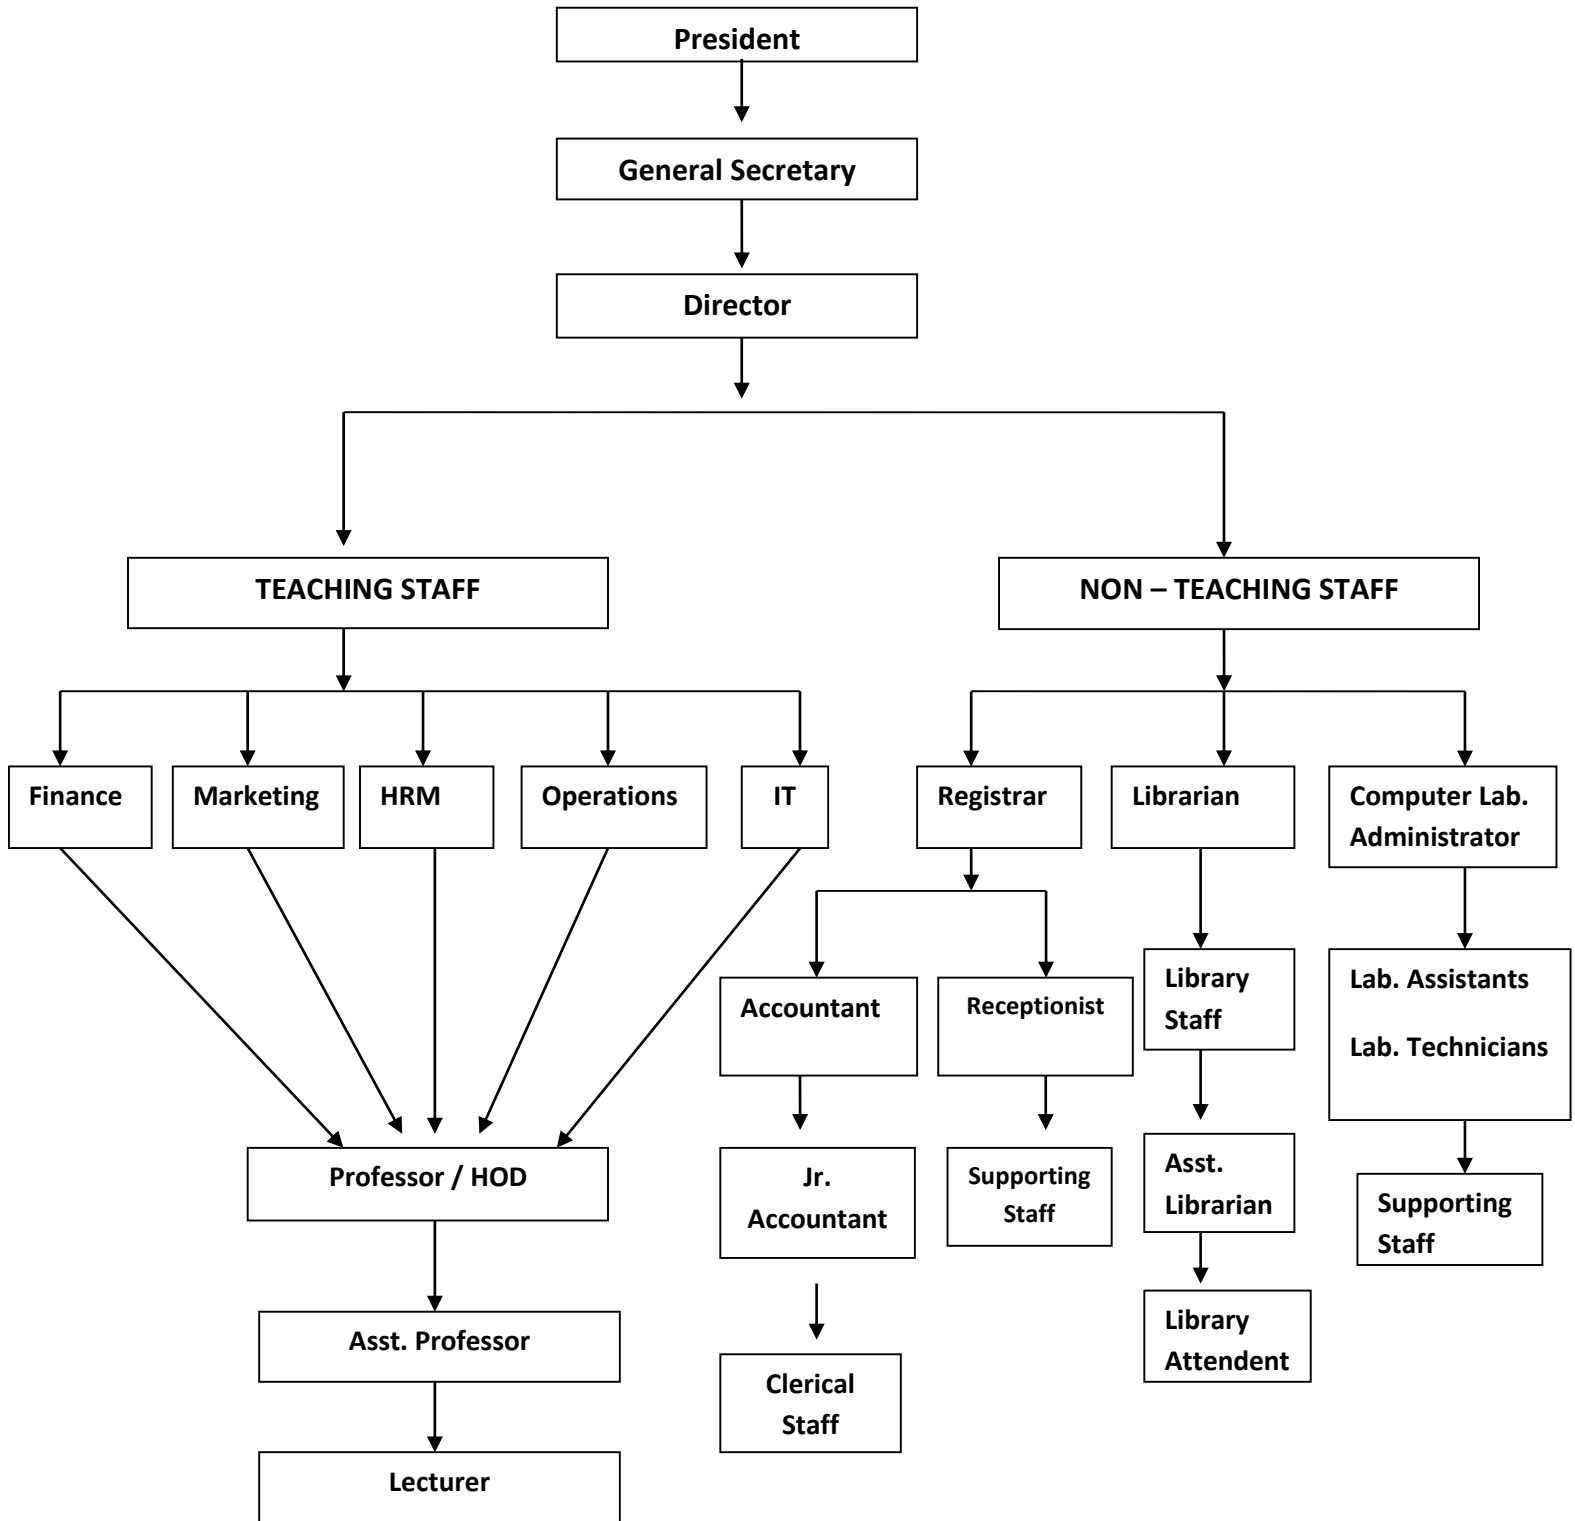 President
General Secretary
Director
TEACHING STAFF
NON – TEACHING STAFF
Finance
Marketing
HRM
Operations
IT
Registrar
Librarian
Computer Lab.
Administrator
Accountant
Receptionist
Library
Staff
Lab. Assistants
Lab. Technicians
Professor / HOD
Jr.
Accountant
Supporting
Staff
Asst.
Librarian
Supporting
Staff
Asst. Professor
Clerical
Staff
Library
Attendent
Lecturer